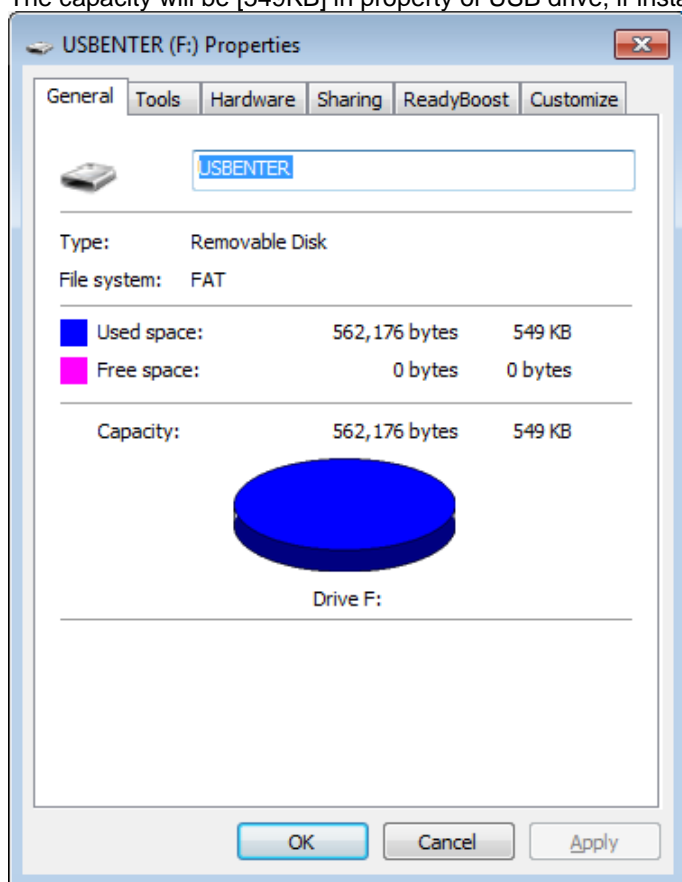 The capacity will be [549KB] in property of USB drive, if
USBENTER (F:) Properties
General Tools Hardware Sharing ReadyBoost Customize
USBENTER
Type: Removable Disk
File system: FAT
Used space: 562,176 bytes 549 KB
Free space: 0 bytes 0 bytes
Capacity: 562,176 bytes 549 KB
Drive F:
OK Cancel Apply